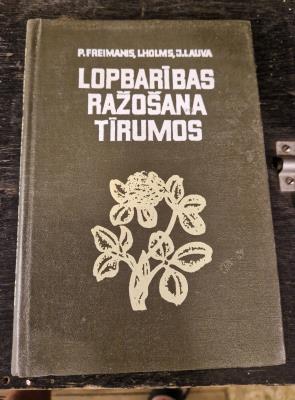 P. FREIMANIS, I.HOLMS, J.LAUVA
LOPBARĪBAS
RAŽOŠANA
TĪRUMOS